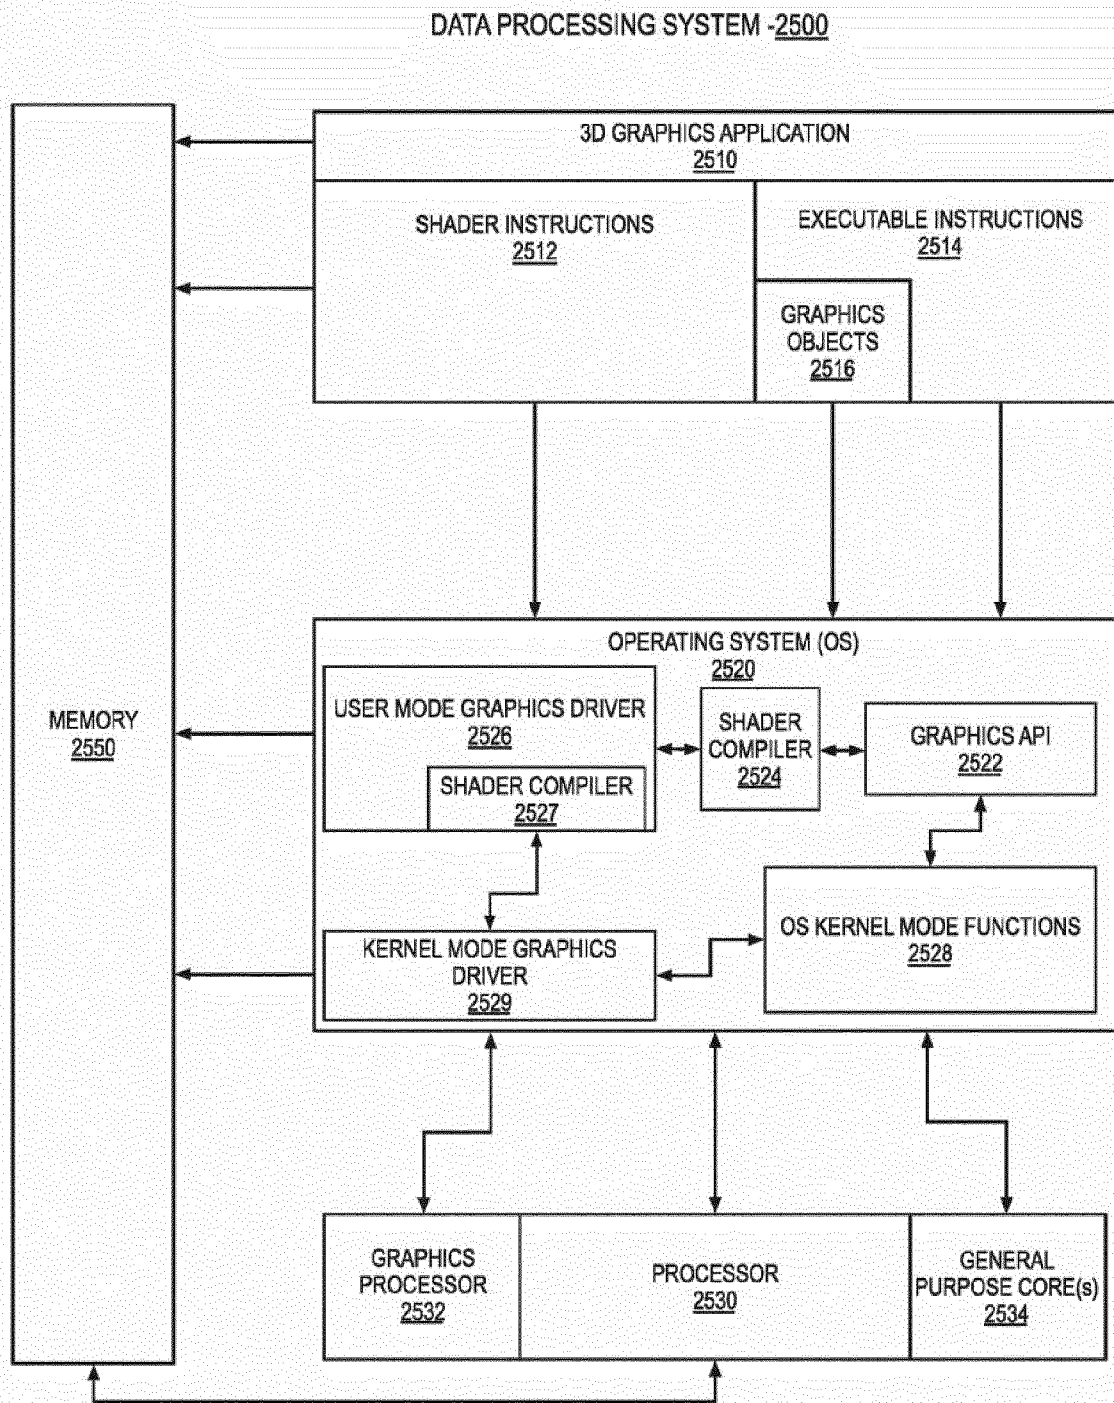 DATA PROCESSING SYSTEM -2500
3D GRAPHICS APPLICATION
2510
SHADER INSTRUCTIONS
2512
EXECUTABLE INSTRUCTIONS
2514
GRAPHICS
OBJECTS
2516
OPERATING SYSTEM (OS)
2520
USER MODE GRAPHICS DRIVER
2526
SHADER COMPILER
2527
SHADER
COMPILER
2524
GRAPHICS API
2522
MEMORY
2550
KERNEL MODE GRAPHICS
DRIVER
2529
OS KERNEL MODE FUNCTIONS
2528
GRAPHICS
PROCESSOR
2532
PROCESSOR
2530
GENERAL
PURPOSE CORE(s)
2534